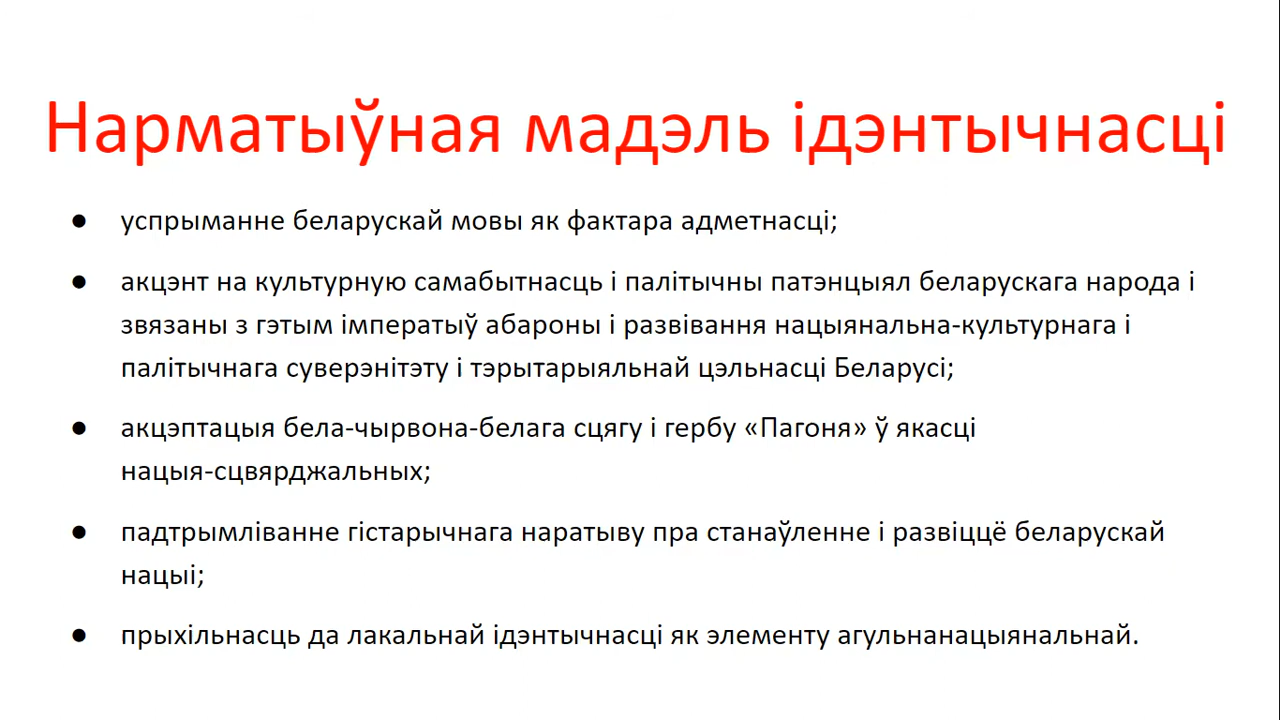 Нарматыўная мадэль ідэнтычнасці
● успрыманне беларускай мовы як фактара адметнасці;
● акцэнт на культурную самабытнасць і палітычны патэнцыял беларускага народа і
звязаны з гэтым імператыў абароны і развівання нацыянальна-культурнага і
палітычнага суверэнітэту і тэрытарыяльнай цэльнасці Беларусі;
● акцэптацыя бела-чырвона-белага сцягу і гербу «Пагоня» ў якасці
нацыя-сцвярджальных;
● падтрымліванне гістарычнага наратыву пра станаўленне і развіццё беларускай
нацыі;
● прыхільнасць да лакальнай ідэнтычнасці як элементу агульнанацыянальнай.